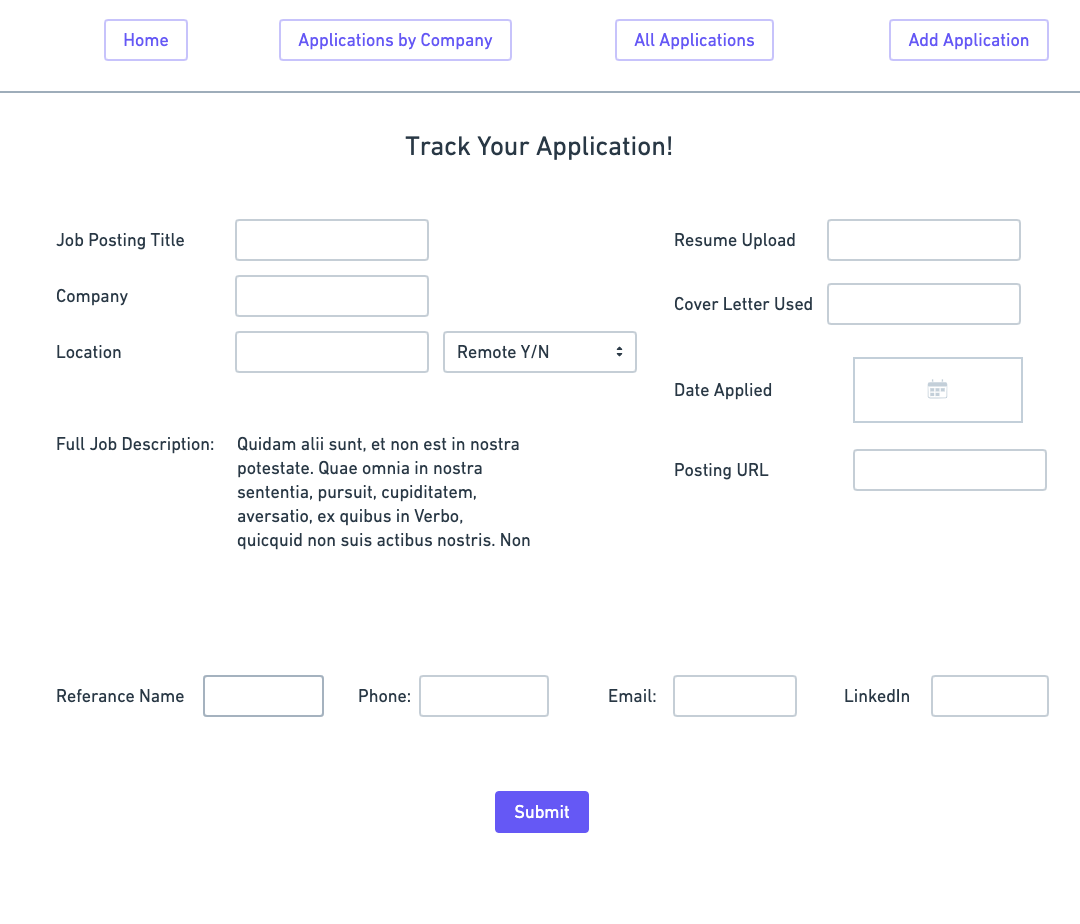 Home
Applications by Company
All Applications
Add Application
Track Your Application!
Job Posting Title
Company
Location
Remote Y/N
Full Job Description:
Quidam alii sunt, et non est in nostra
potestate. Quae omnia in nostra
sententia, pursuit, cupiditatem,
aversatio, ex quibus in Verbo,
quicquid non suis actibus nostris. Non
Resume Upload
Cover Letter Used
Date Applied
Posting URL
Referance Name
Phone:
Email:
LinkedIn
Submit